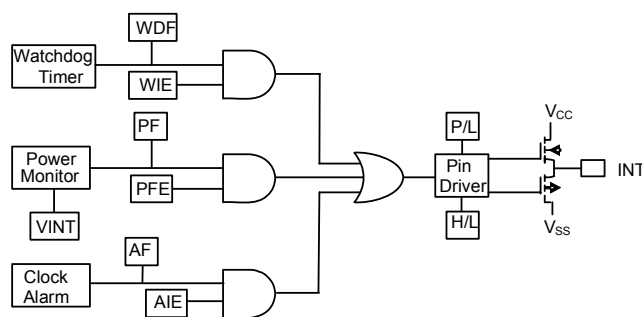 WDF
Watchdog
Timer
WIE
PF
Power
Monitor
PFE
VINT
AF
Clock
Alarm
AIE
P/L
Pin
Driver
H/L
VCC
INT
VSS